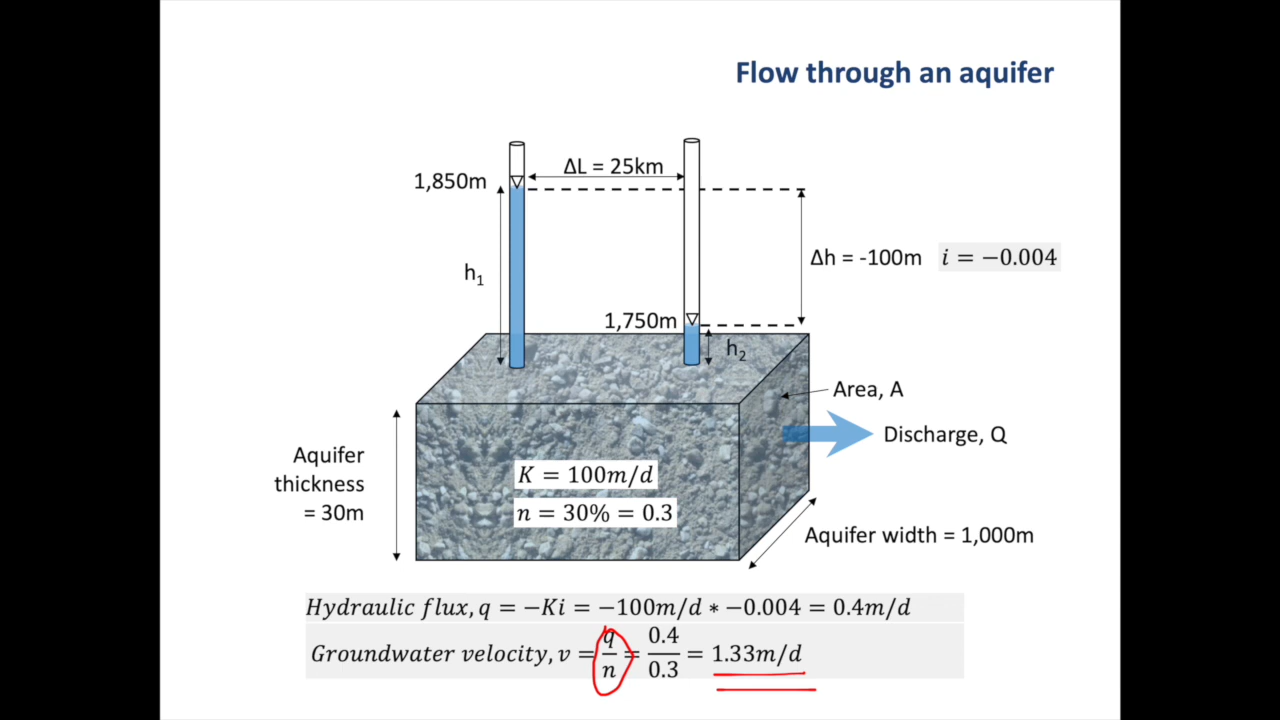 Flow through an aquifer
ΔL = 25km
1,850m
h₁
Δh = -100m
i = −0.004
1,750m
h₂
Area, A
Discharge, Q
Aquifer
thickness
= 30m
K = 100m/d
n = 30% = 0.3
Aquifer width = 1,000m
Hydraulic flux, q = −Ki = −100m/d ∗ −0.004 = 0.4m/d
Groundwater velocity, v = q/n = 0.4/0.3 = 1.33m/d